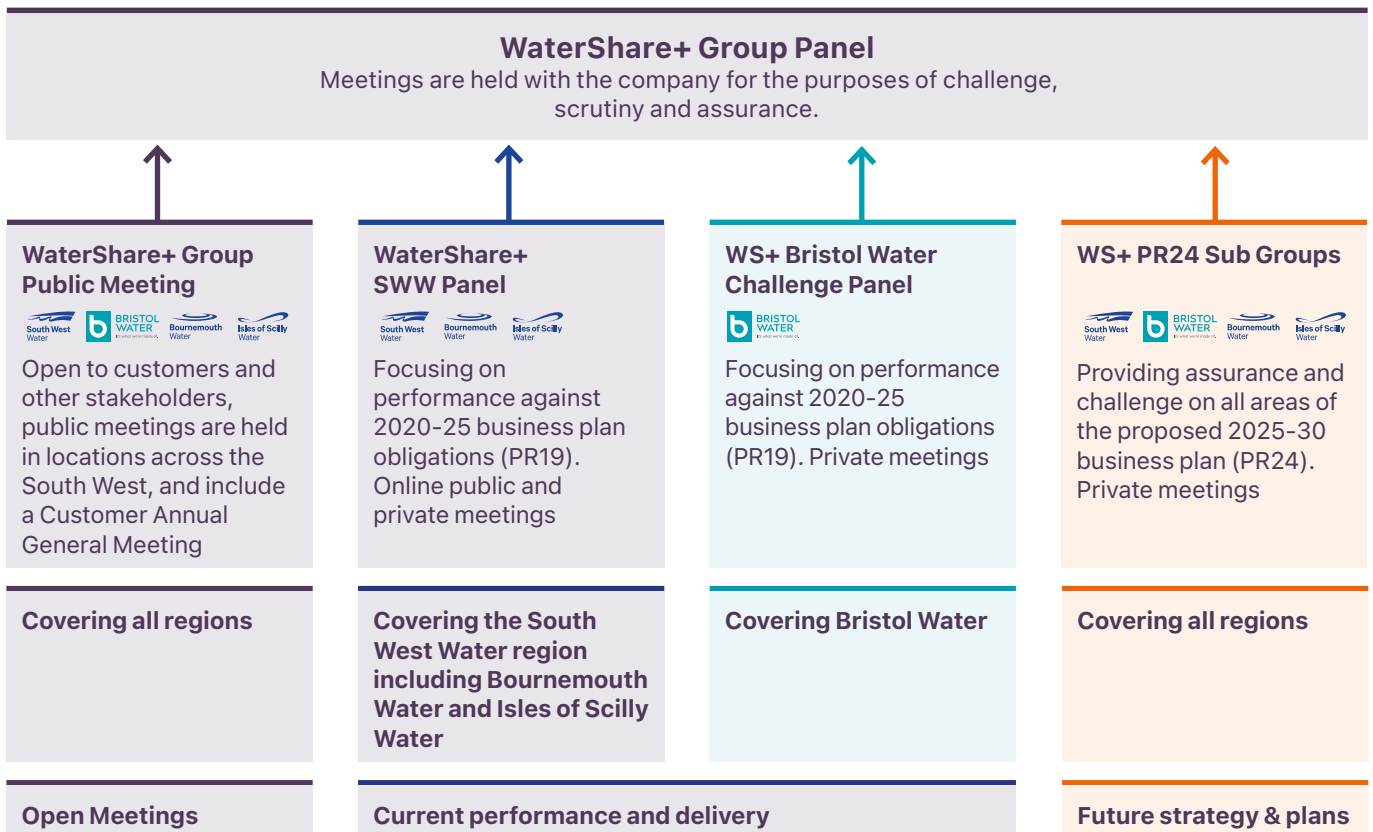 WaterShare+ Group Panel
Meetings are held with the company for the purposes of challenge,
scrutiny and assurance.
WaterShare+ Group
Public Meeting
South West
Water
BRISTOL
WATER
Bournemouth
Water
Isles of Scilly
Water
Open to customers and
other stakeholders,
public meetings are held
in locations across the
South West, and include
a Customer Annual
General Meeting
WaterShare+
SWW Panel
South West
Water
Bournemouth
Water
Isles of Scilly
Water
Focusing on
performance against
2020-25 business plan
obligations (PR19).
Online public and
private meetings
WS+ Bristol Water
Challenge Panel
BRISTOL
WATER
Focusing on performance
against 2020-25
business plan obligations
(PR19). Private meetings
WS+ PR24 Sub Groups
South West
Water
BRISTOL
WATER
Bournemouth
Water
Isles of Scilly
Water
Providing assurance and
challenge on all areas of
the proposed 2025-30
business plan (PR24).
Private meetings
Covering all regions
Covering the South
West Water region
including Bournemouth
Water and Isles of Scilly
Water
Covering Bristol Water
Covering all regions
Open Meetings
Current performance and delivery
Future strategy & plans